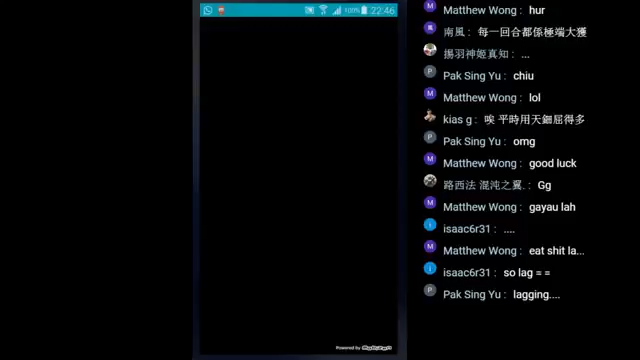 100% 22:46
Matthew Wong : hur
南風 : 每一回合都係極端大獲
揚羽神姬真知 : ...
Pak Sing Yu : chiu
Matthew Wong : lol
kias g : 唉 平時用天鈿屈得多
Pak Sing Yu : omg
Matthew Wong : good luck
路西法 混沌之翼. : Gg
Matthew Wong : gayau lah
isaac6r31 : ....
Matthew Wong : eat shit la...
isaac6r31 : so lag = =
Pak Sing Yu : lagging....
Powered by